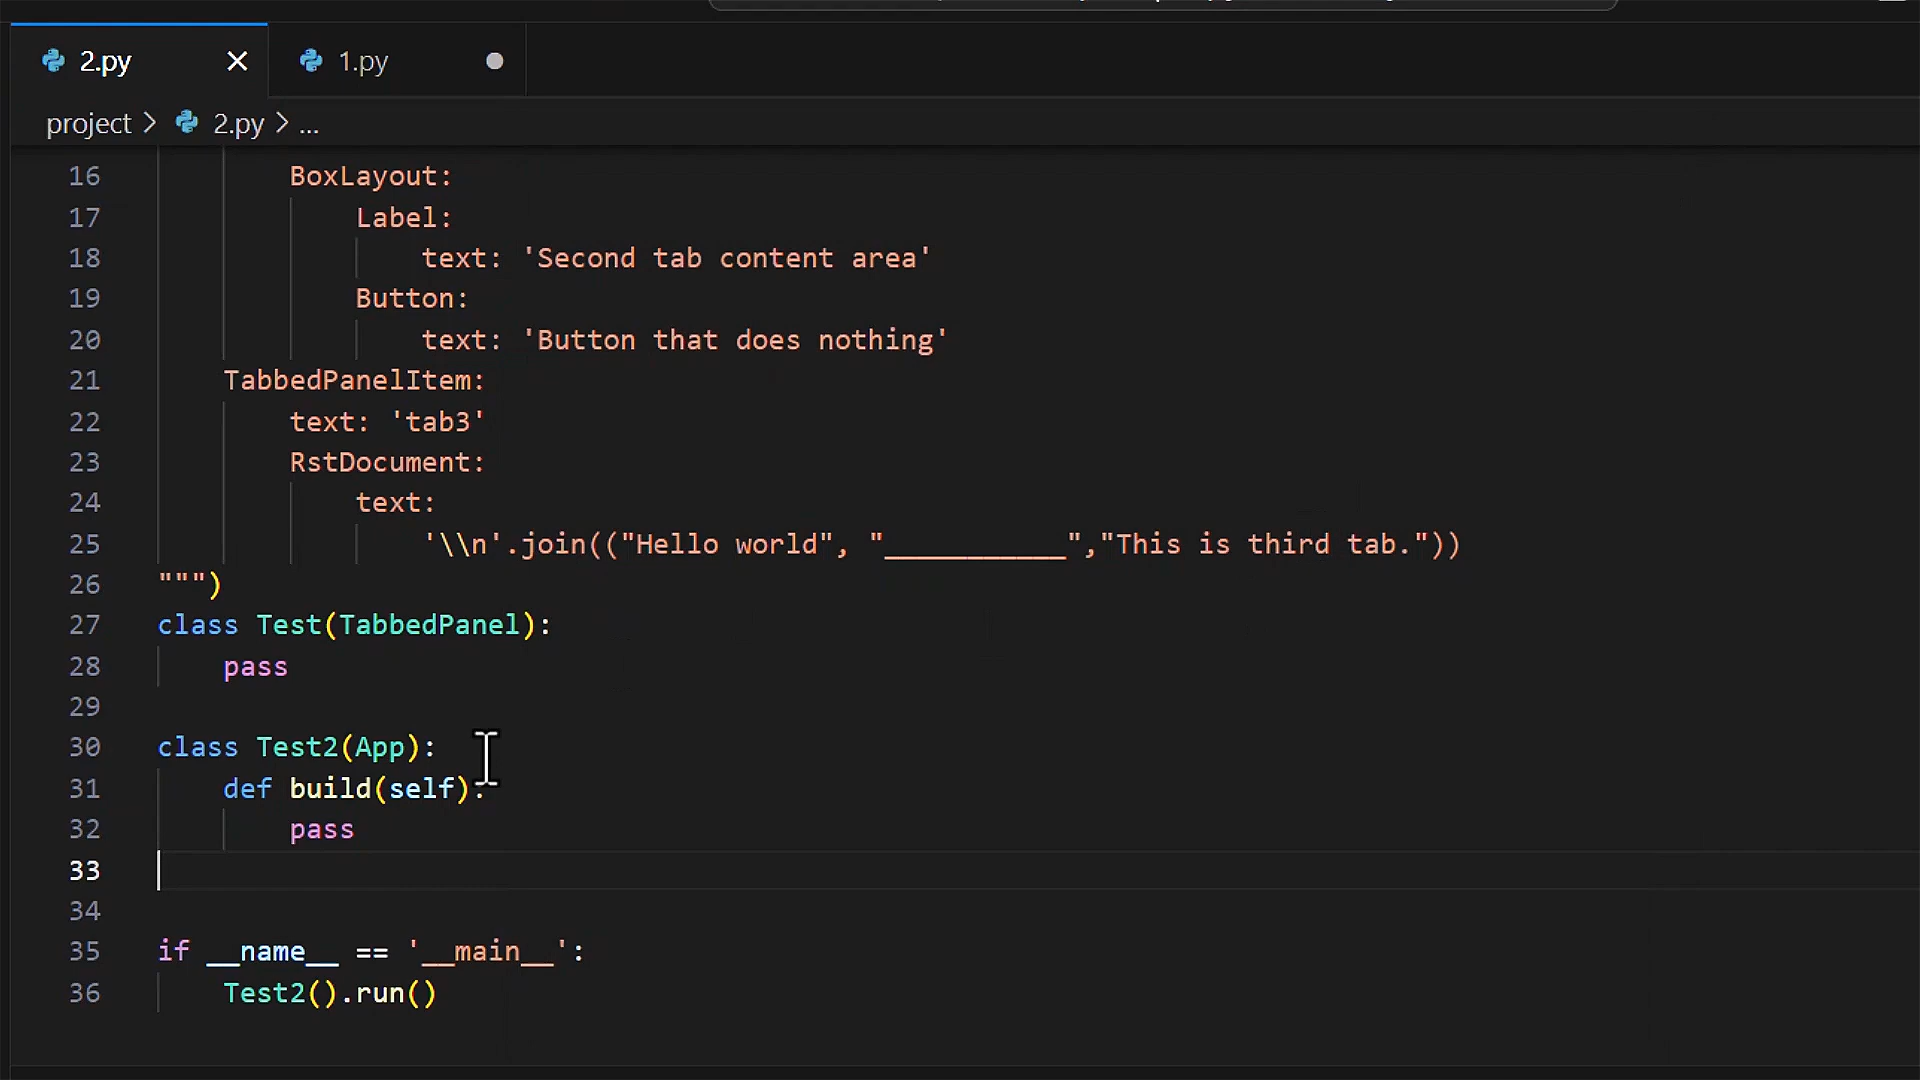 2.py
1.py
project > 2.py > ...
16 BoxLayout:
17 Label:
18 text: 'Second tab content area'
19 Button:
20 text: 'Button that does nothing'
21 TabbedPanelItem:
22 text: 'tab3'
23 RstDocument:
24 text:
25 '\\n'.join(("Hello world", "___________","This is third tab."))
26 """)
27 class Test(TabbedPanel):
28 pass
29
30 class Test2(App):
31 def build(self):
32 pass
33
34
35 if __name__ == '__main__':
36 Test2().run()